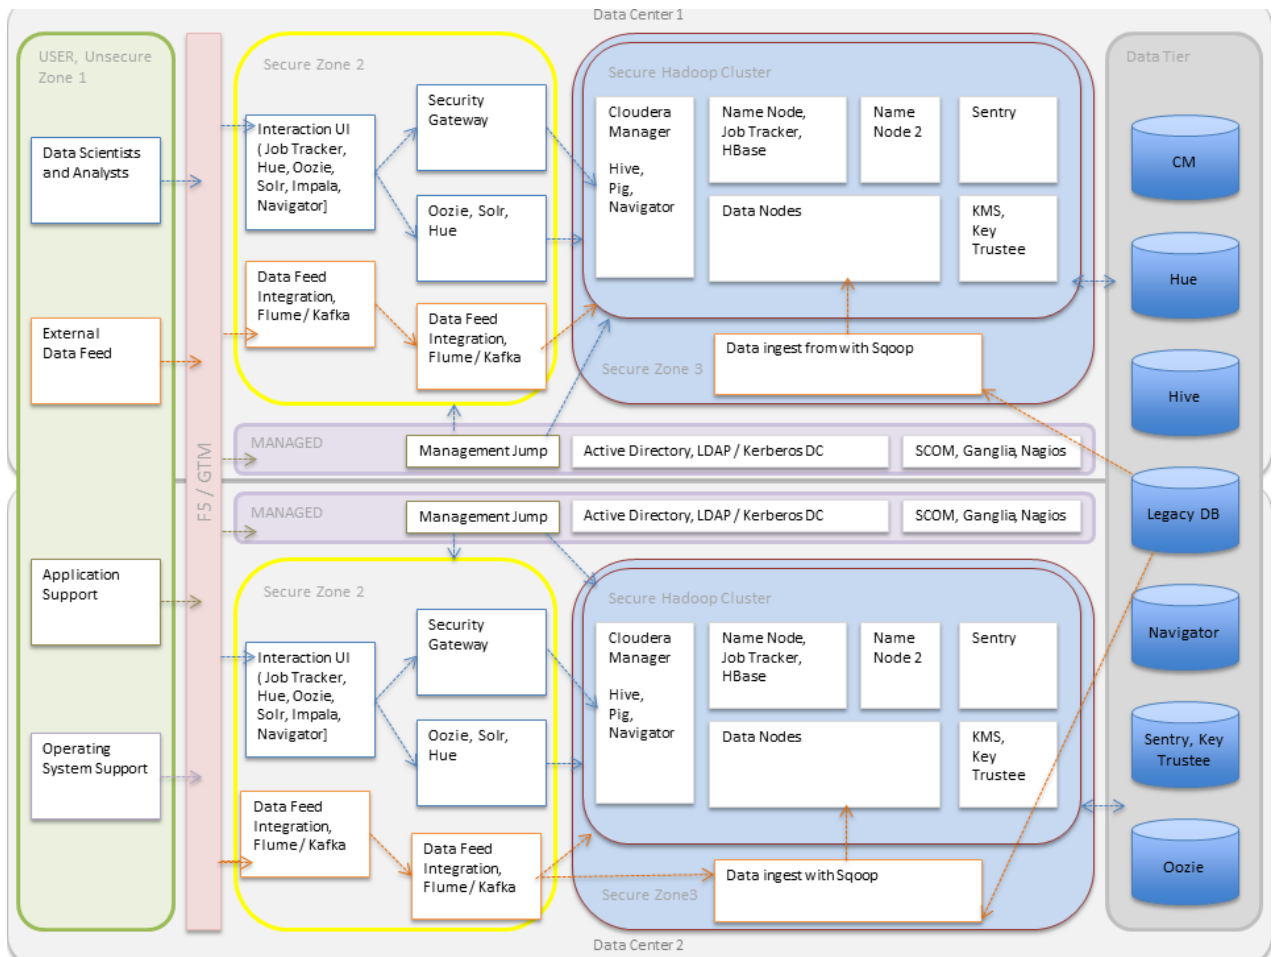 Data Center 1
USER, Unsecure
Zone 1
Data Scientists
and Analysts
External
Data Feed
Application
Support
Operating
System Support
F5 / GTM
Secure Zone 2
Interaction UI
( Job Tracker,
Hue, Oozie,
Solr, Impala,
Navigator]
Security
Gateway
Oozie, Solr,
Hue
Data Feed
Integration,
Flume / Kafka
Data Feed
Integration,
Flume / Kafka
Secure Hadoop Cluster
Cloudera
Manager
Hive,
Pig,
Navigator
Name Node,
Job Tracker,
HBase
Name
Node 2
Sentry
Data Nodes
KMS,
Key
Trustee
Data ingest from with Sqoop
Secure Zone 3
MANAGED
Management Jump
Active Directory, LDAP / Kerberos DC
SCOM, Ganglia, Nagios
MANAGED
Management Jump
Active Directory, LDAP / Kerberos DC
SCOM, Ganglia, Nagios
Secure Zone 2
Interaction UI
( Job Tracker,
Hue, Oozie,
Solr, Impala,
Navigator]
Security
Gateway
Oozie, Solr,
Hue
Data Feed
Integration,
Flume / Kafka
Data Feed
Integration,
Flume / Kafka
Secure Hadoop Cluster
Cloudera
Manager
Hive,
Pig,
Navigator
Name Node,
Job Tracker,
HBase
Name
Node 2
Sentry
Data Nodes
KMS,
Key
Trustee
Data ingest with Sqoop
Secure Zone3
Data Tier
CM
Hue
Hive
Legacy DB
Navigator
Sentry, Key
Trustee
Oozie
Data Center 2